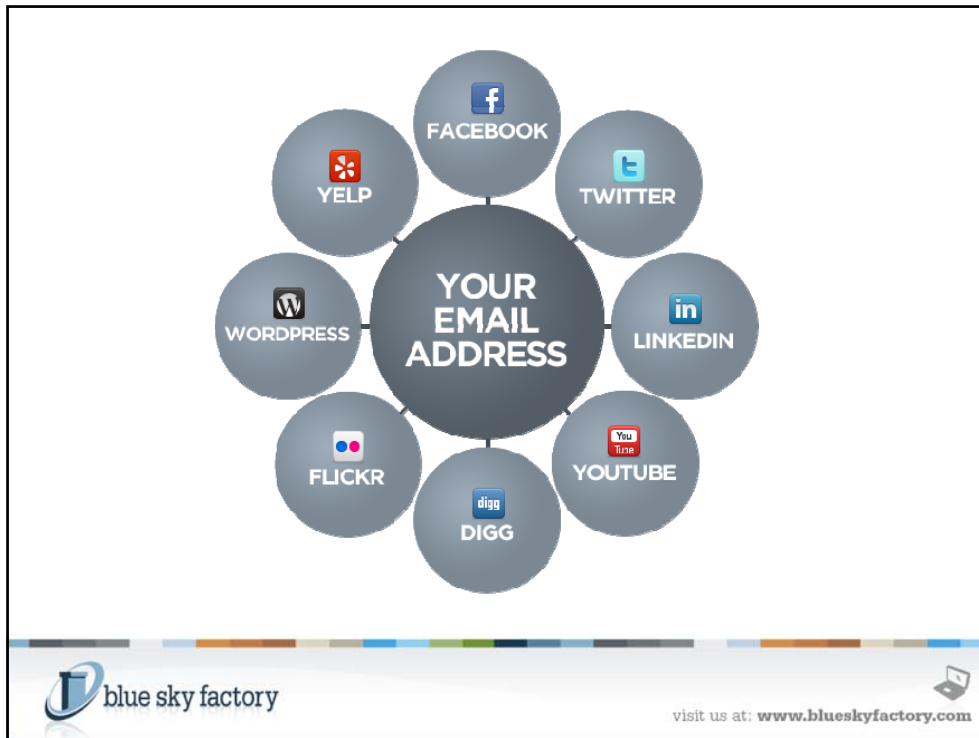 FACEBOOK
YELP
TWITTER
YOUR
EMAIL
ADDRESS
WORDPRESS
in
LINKEDIN
You
Tube
YOUTUBE
FLICKR
digg
DIGG
blue sky factory
visit us at: www.blueskyfactory.com